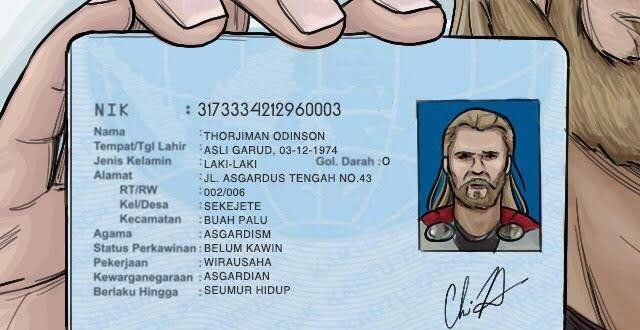 NIK : 3173334212960003
Nama : THORJIMAN ODINSON
Tempat/Tgl Lahir : ASLI GARUD, 03-12-1974
Jenis Kelamin : LAKI-LAKI Gol. Darah :O
Alamat : JL. ASGARDUS TENGAH NO.43
RT/RW : 002/006
Kel/Desa : SEKEJETE
Kecamatan : BUAH PALU
Agama : ASGARDISM
Status Perkawinan: BELUM KAWIN
Pekerjaan : WIRAUSAHA
Kewarganegaraan : ASGARDIAN
Berlaku Hingga : SEUMUR HIDUP